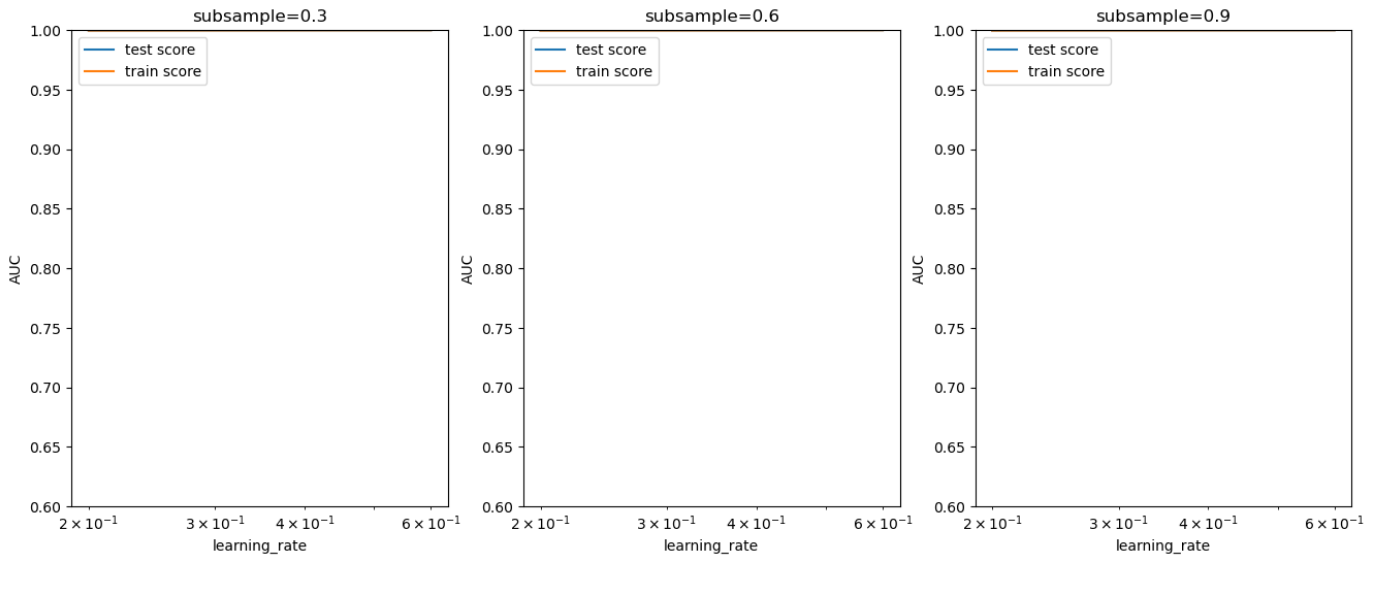 subsample=0.3
1.00
0.95
0.90
0.85
0.80
0.75
0.70
0.65
0.60
AUC
test score
train score
2 × 10⁻¹
3 × 10⁻¹
4 × 10⁻¹
6 × 10⁻¹
learning_rate
subsample=0.6
1.00
0.95
0.90
0.85
0.80
0.75
0.70
0.65
0.60
AUC
test score
train score
2 × 10⁻¹
3 × 10⁻¹
4 × 10⁻¹
6 × 10⁻¹
learning_rate
subsample=0.9
1.00
0.95
0.90
0.85
0.80
0.75
0.70
0.65
0.60
AUC
test score
train score
2 × 10⁻¹
3 × 10⁻¹
4 × 10⁻¹
6 × 10⁻¹
learning_rate